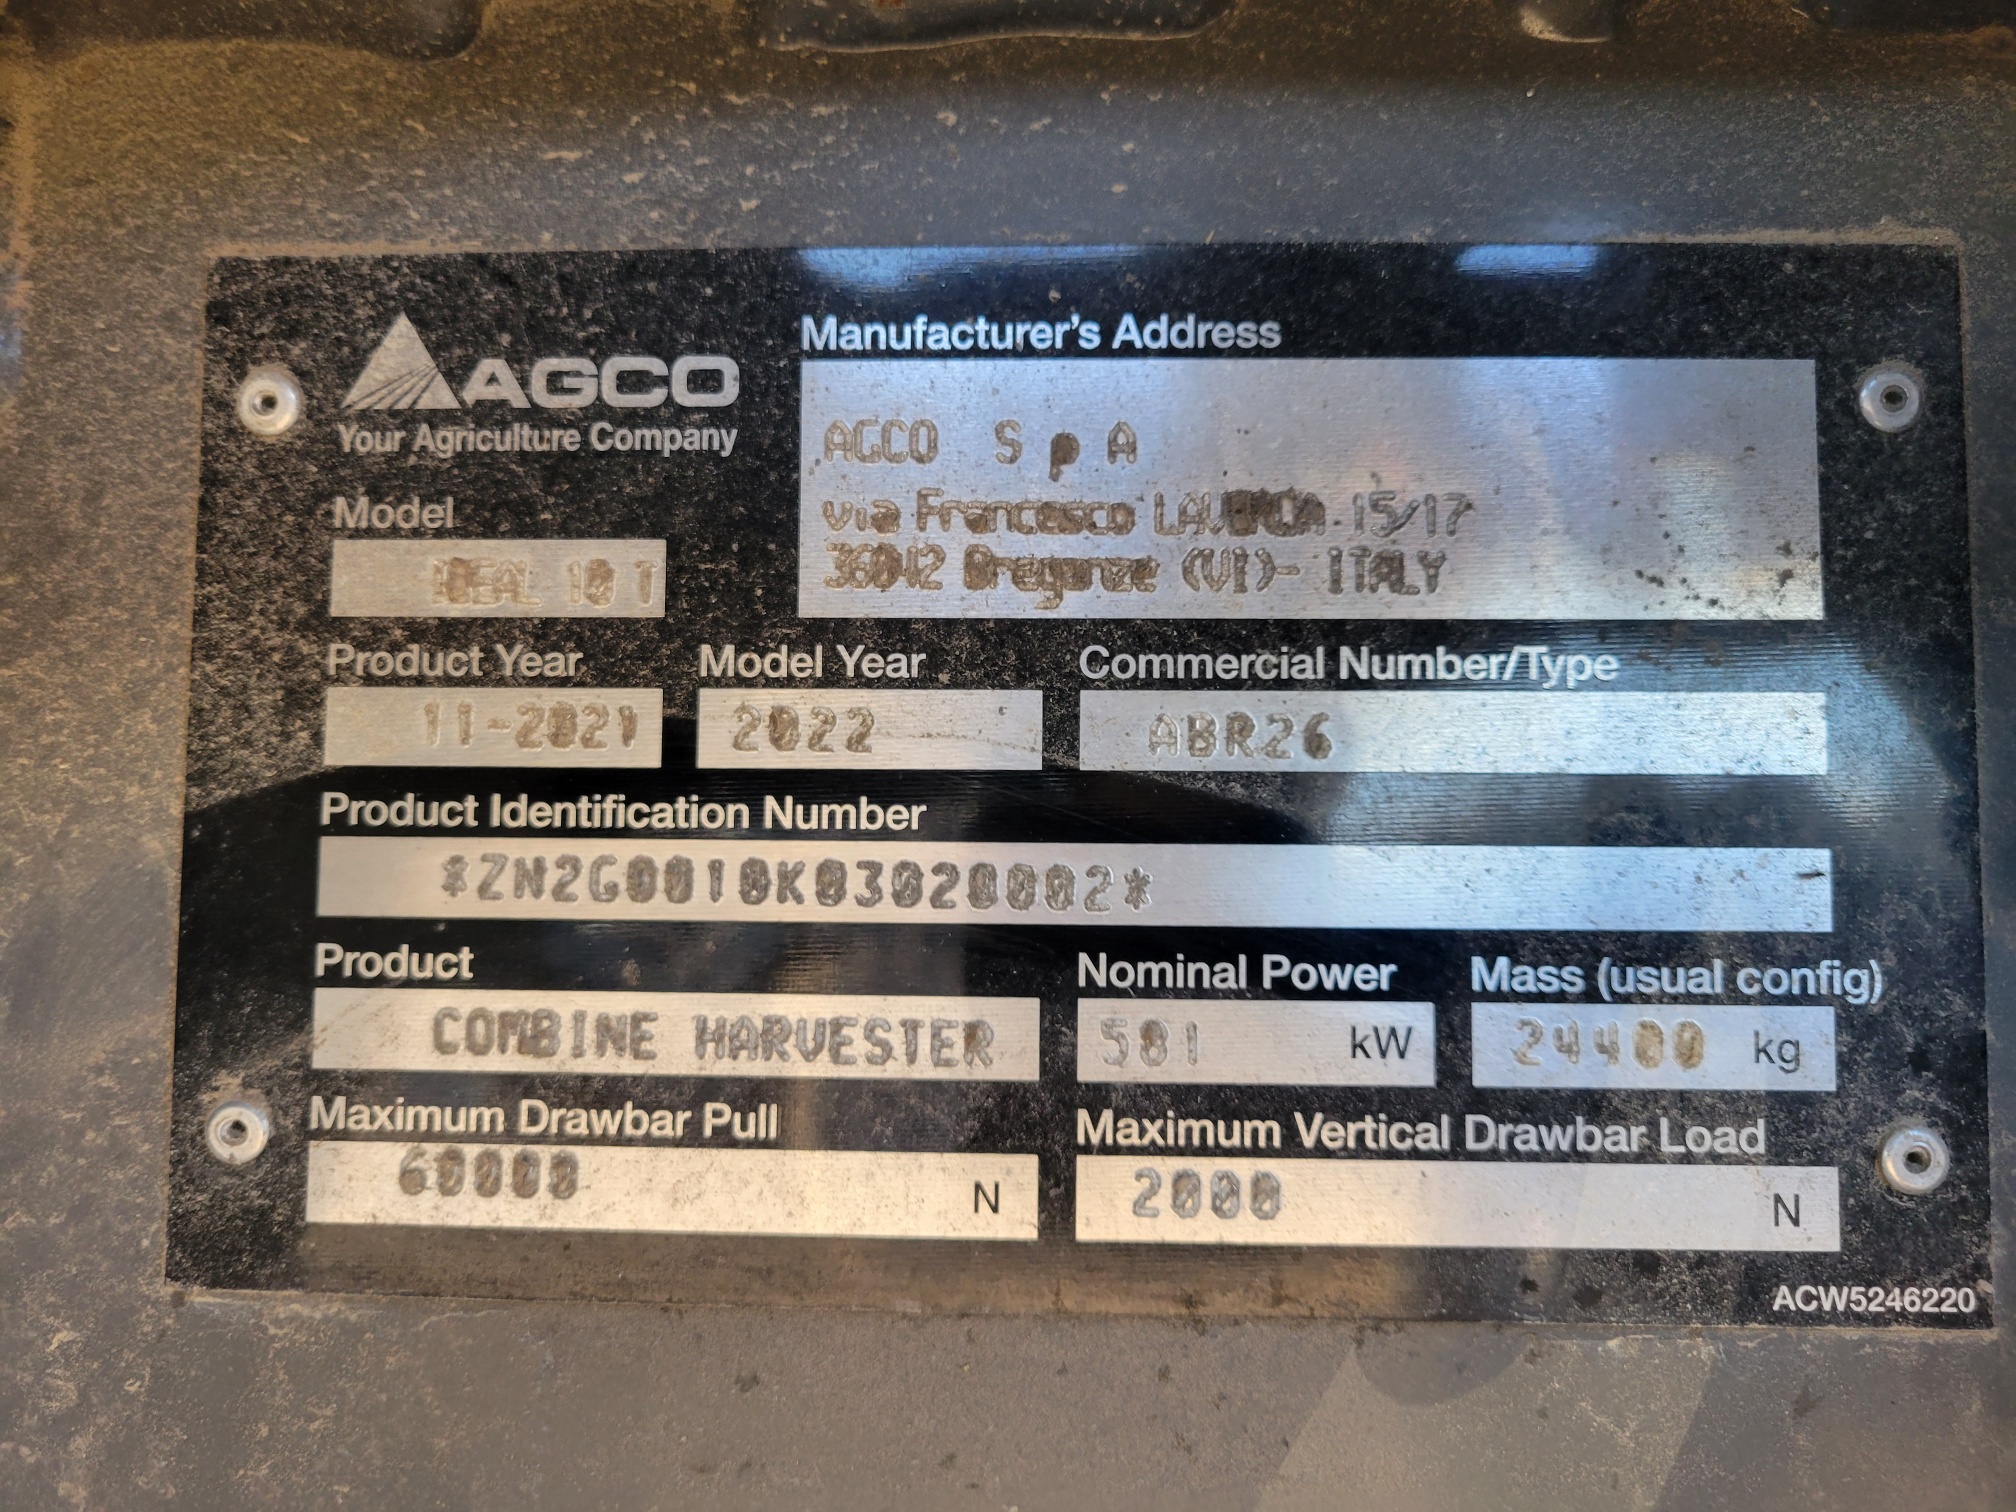 AGCO
Your Agriculture Company
Manufacturer's Address
AGCO S p A
via Francesco LAVERDA 15/17
36042 Breganze (VI)- ITALY
Model
IDEAL 10 T
Product Year
11-2021
Model Year
2022
Commercial Number/Type
ABR26
Product Identification Number
*ZN2G0010K03020002*
Product
COMBINE HARVESTER
Nominal Power
581 kW
Mass (usual config)
24400 kg
Maximum Drawbar Pull
60000 N
Maximum Vertical Drawbar Load
2000 N
ACW5246220